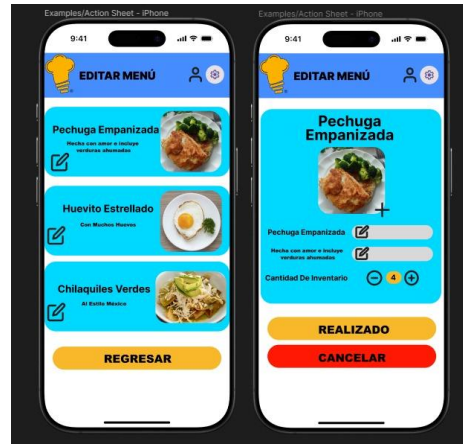 Examples/Action Sheet - iPhone
9:41
EDITAR MENÚ
Pechuga Empanizada
Hecha con amor e incluye
verduras ahumadas
Huevito Estrellado
Con Muchos Huevos
Chilaquiles Verdes
Al Estilo México
REGRESAR
Examples/Action Sheet - iPhone
9:41
EDITAR MENÚ
Pechuga
Empanizada
Pechuga Empanizada
Hecha con amor e incluye
verduras ahumadas
Cantidad De Inventario
4
REALIZADO
CANCELAR